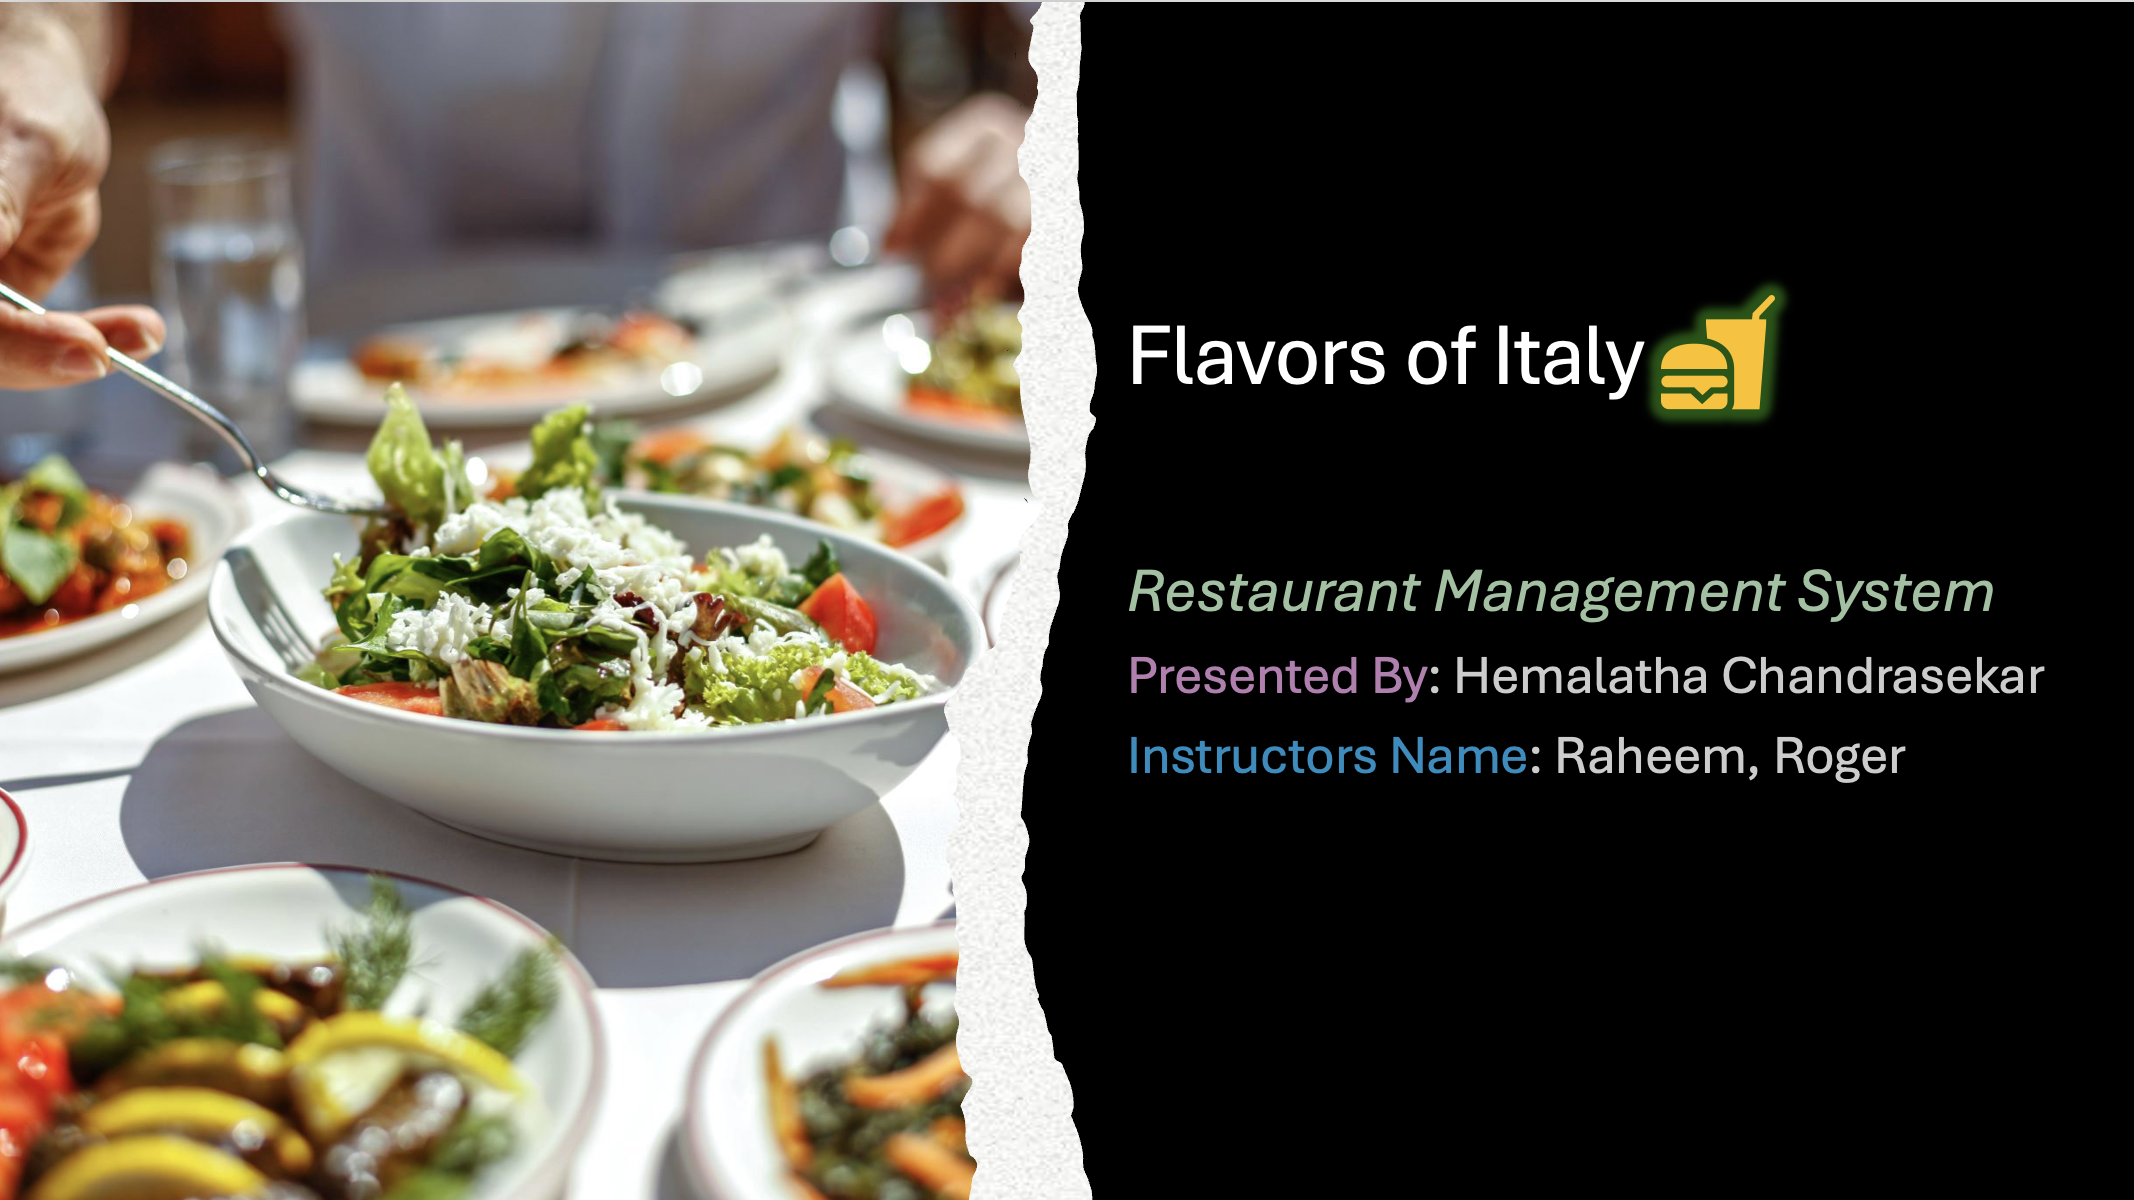 Flavors of Italy
Restaurant Management System
Presented By: Hemalatha Chandrasekar
Instructors Name: Raheem, Roger